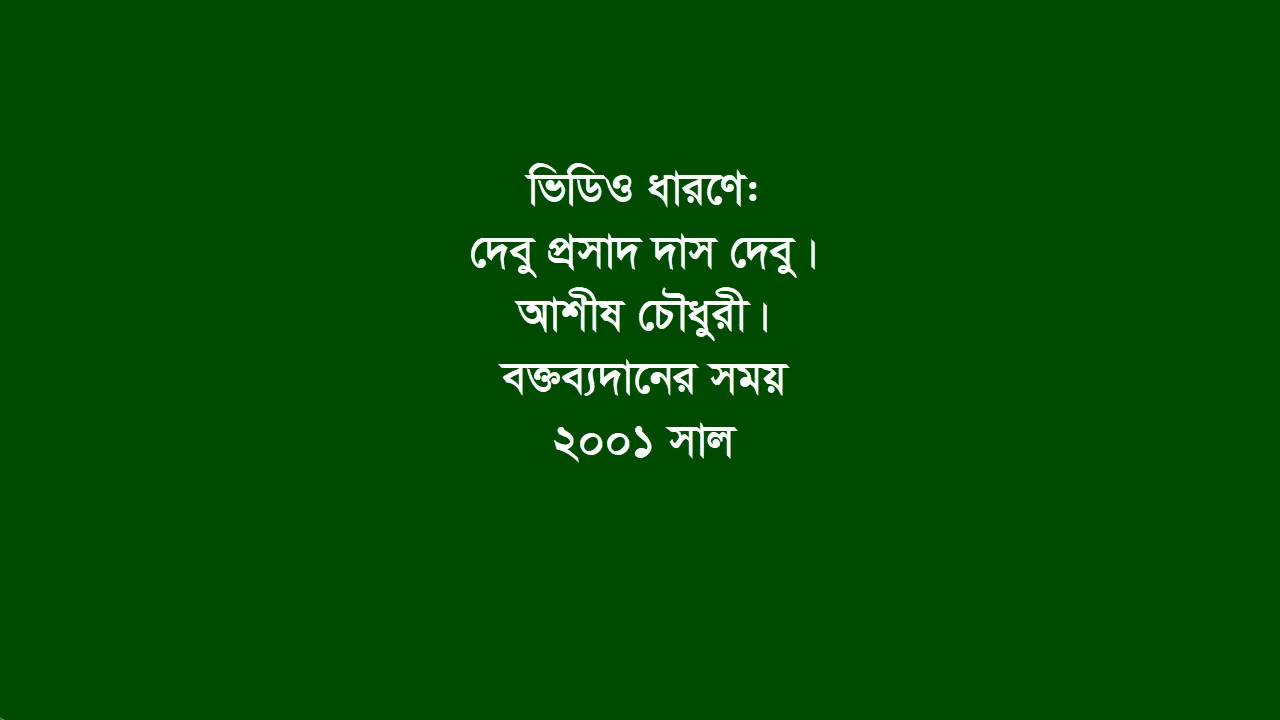 ভিডিও ধারণে:
দেবু প্রসাদ দাস দেবু।
আশীষ চৌধুরী।
বক্তব্যদানের সময়
২০০১ সাল